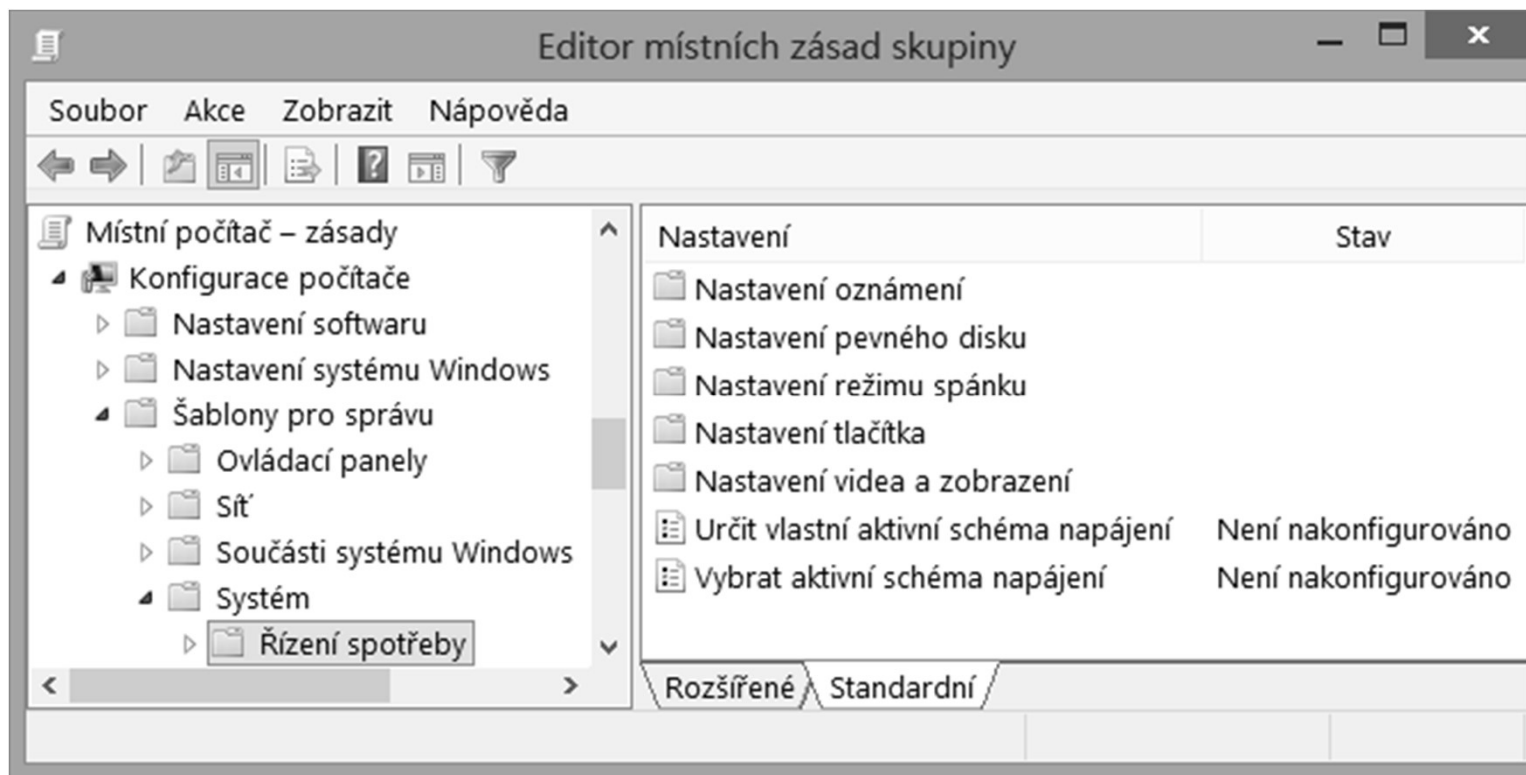 Editor místních zásad skupiny
Soubor Akce Zobrazit Nápověda
Místní počítač – zásady
Konfigurace počítače
Nastavení softwaru
Nastavení systému Windows
Šablony pro správu
Ovládací panely
Síť
Součásti systému Windows
Systém
Řízení spotřeby
Nastavení Stav
Nastavení oznámení
Nastavení pevného disku
Nastavení režimu spánku
Nastavení tlačítka
Nastavení videa a zobrazení
Určit vlastní aktivní schéma napájení Není nakonfigurováno
Vybrat aktivní schéma napájení Není nakonfigurováno
Rozšířené Standardní